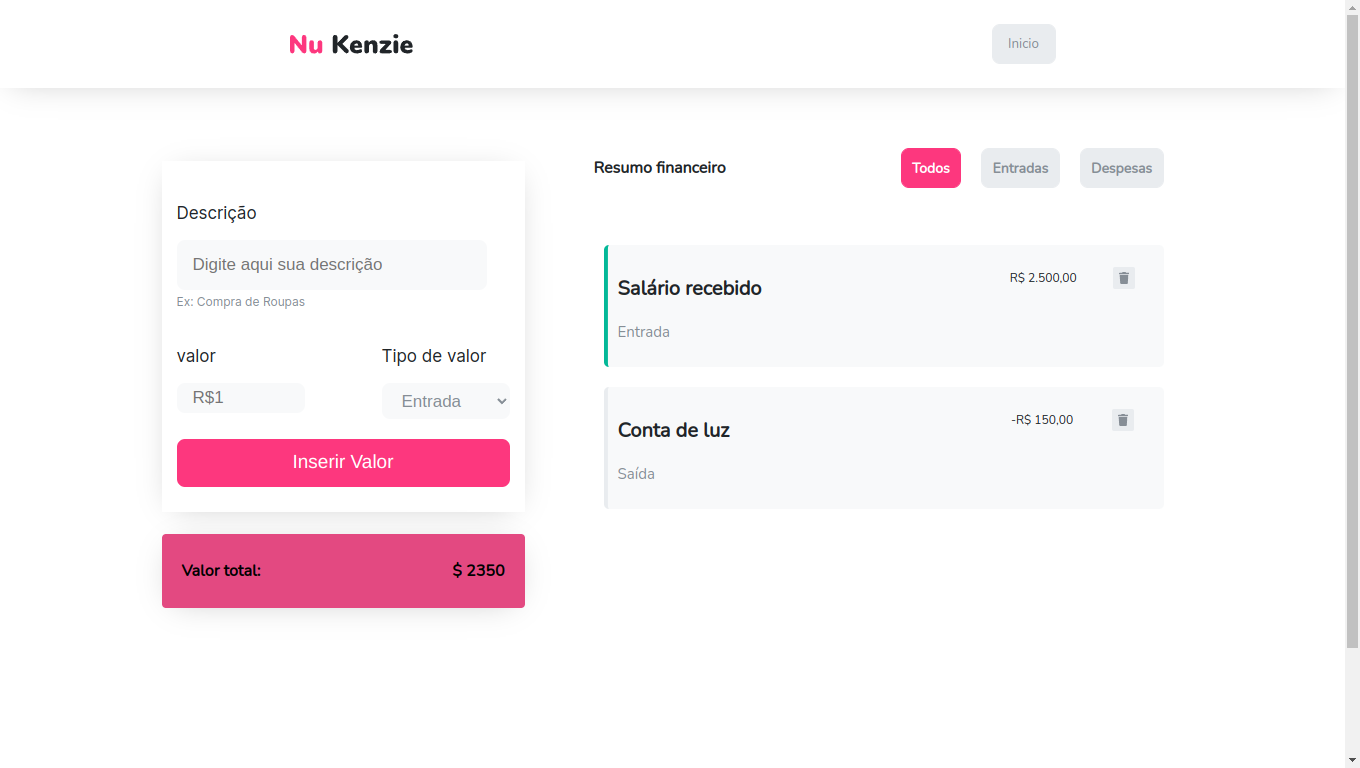 Nu Kenzie
Inicio
Descrição
Digite aqui sua descrição
Ex: Compra de Roupas
valor
Tipo de valor
R$1
Entrada
Inserir Valor
Valor total:
$ 2350
Resumo financeiro
Todos
Entradas
Despesas
Salário recebido
R$ 2.500,00
Entrada
Conta de luz
-R$ 150,00
Saída